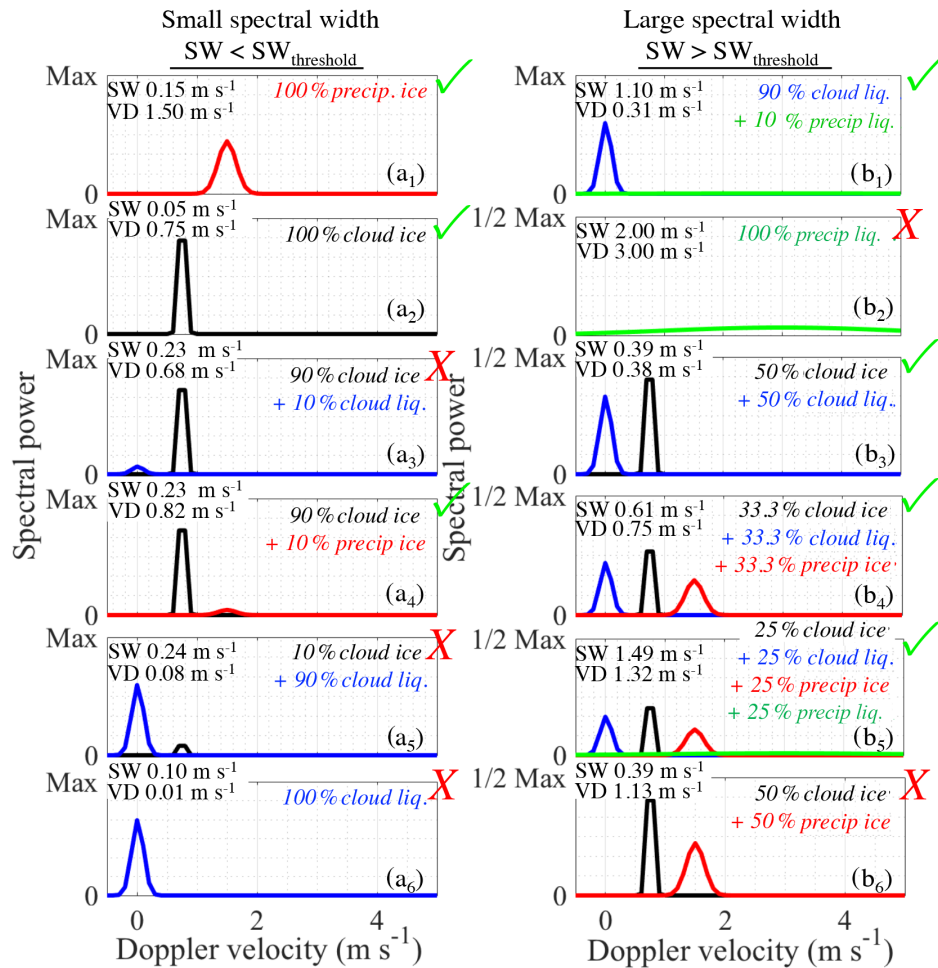 Small spectral width
SW < SWthreshold
Large spectral width
SW > SWthreshold
Max
SW 0.15 m s-1
VD 1.50 m s-1
100% precip. ice
(a1)
0
SW 0.05 m s-1
VD 0.75 m s-1
Max
100% cloud ice
(a2)
0
SW 0.23 m s-1
VD 0.68 m s-1
Max
90% cloud ice X
+ 10% cloud liq.
(a3)
0
SW 0.23 m s-1
VD 0.82 m s-1
Max
90% cloud ice
+ 10% precip ice
(a4)
0
Max
SW 0.24 m s-1
VD 0.08 m s-1
10% cloud ice X
+ 90% cloud liq.
(a5)
0
Max
SW 0.10 m s-1
VD 0.01 m s-1
100% cloud liq. X
(a6)
0
0 2 4
Doppler velocity (m s-1)
Spectral power
Max
SW 1.10 m s-1
VD 0.31 m s-1
90 % cloud liq.
+ 10 % precip liq.
(b1)
0
1/2 Max
SW 2.00 m s-1
VD 3.00 m s-1
100% precip liq. X
(b2)
0
1/2 Max
SW 0.39 m s-1
VD 0.38 m s-1
50% cloud ice
+ 50% cloud liq.
(b3)
0
1/2 Max
SW 0.61 m s-1
VD 0.75 m s-1
33.3% cloud ice
+ 33.3% cloud liq.
+ 33.3% precip ice
(b4)
0
1/2 Max
SW 1.49 m s-1
VD 1.32 m s-1
25% cloud ice
+ 25% cloud liq.
+ 25% precip ice
+ 25% precip liq.
(b5)
0
1/2 Max
SW 0.39 m s-1
VD 1.13 m s-1
50% cloud ice X
+ 50% precip ice
(b6)
0
0 2 4
Doppler velocity (m s-1)
Spectral power